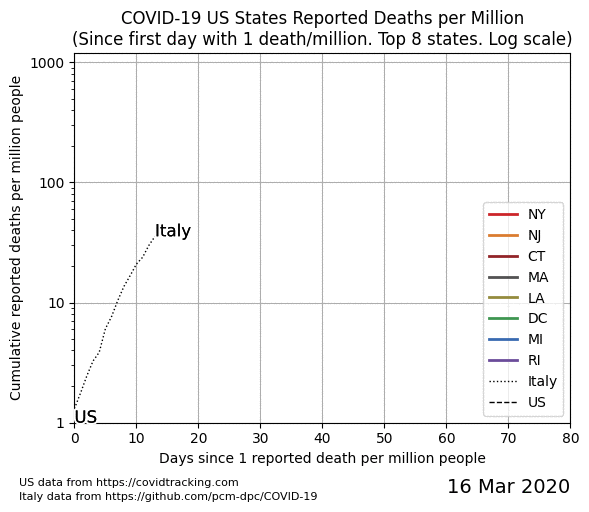 COVID-19 US States Reported Deaths per Million
(Since first day with 1 death/million. Top 8 states. Log scale)
Cumulative reported deaths per million people
1000
100
10
1
Italy
US
NY
NJ
CT
MA
LA
DC
MI
RI
Italy
US
0 10 20 30 40 50 60 70 80
Days since 1 reported death per million people
US data from https://covidtracking.com
Italy data from https://github.com/pcm-dpc/COVID-19
16 Mar 2020